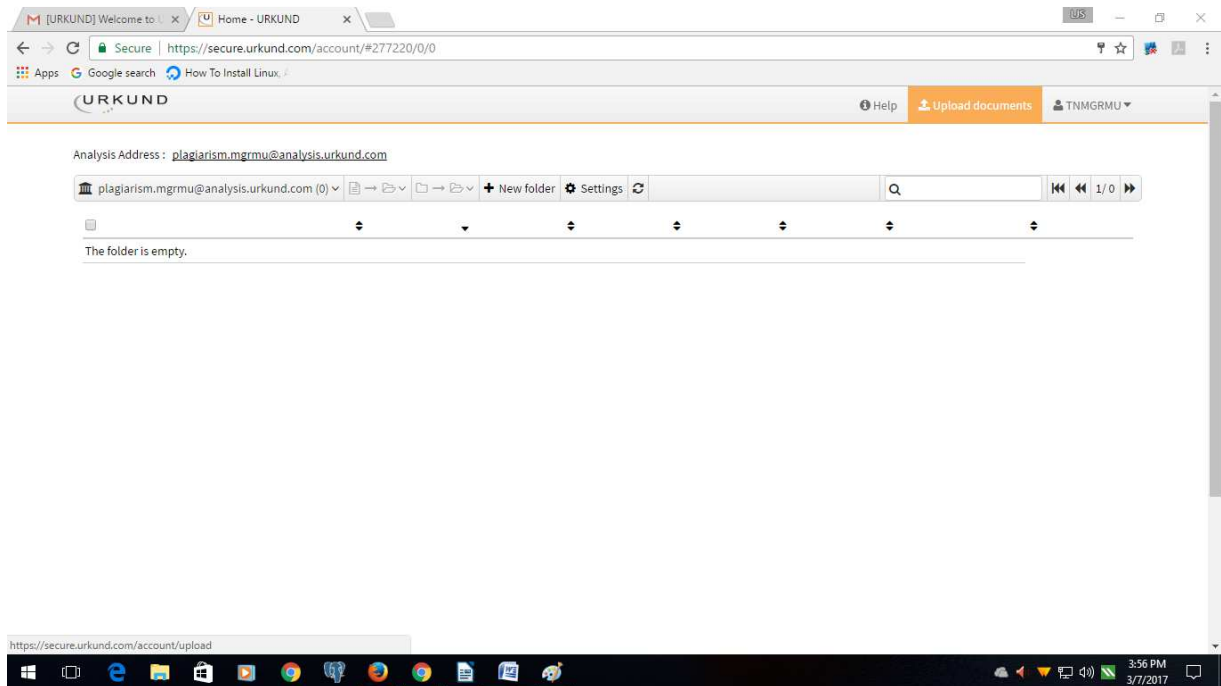 [URKUND] Welcome to U
Home - URKUND
US
Secure | https://secure.urkund.com/account/#277220/0/0
Apps Google search How To Install Linux, A
URKUND
Help Upload documents TNMGRMU
Analysis Address : plagiarism.mgrmu@analysis.urkund.com
plagiarism.mgrmu@analysis.urkund.com (0) New folder Settings 1/ 0
The folder is empty.
https://secure.urkund.com/account/upload
3:56 PM
3/7/2017